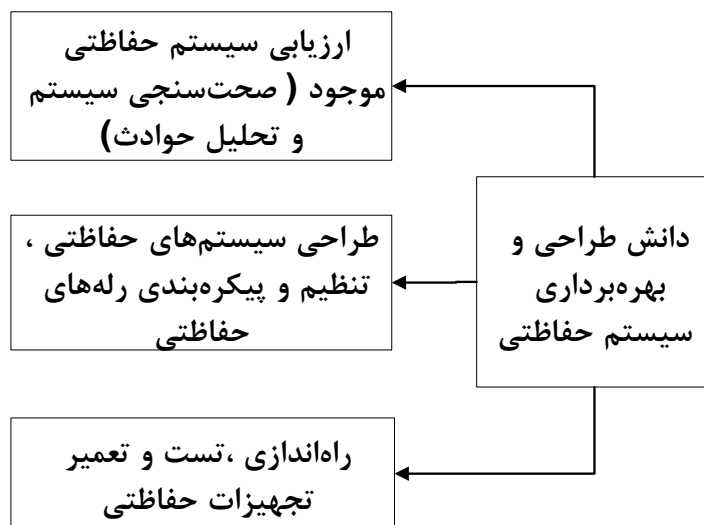 ارزیابی سیستم حفاظتی
موجود ( صحت‌سنجی سیستم
و تحلیل حوادث)
دانش طراحی و
بهره‌برداری
سیستم حفاظتی
طراحی سیستم‌های حفاظتی ،
تنظیم و پیکره‌بندی رله‌های
حفاظتی
راه‌اندازی ،تست و تعمیر
تجهیزات حفاظتی